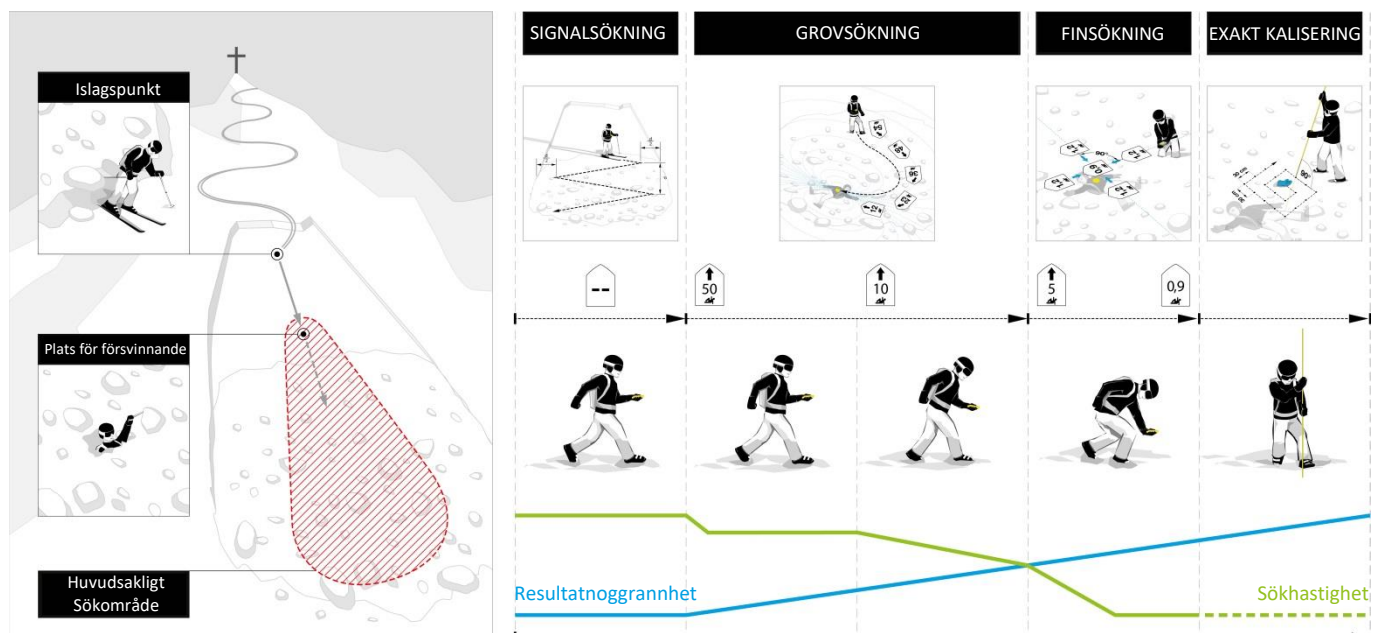 Islagspunkt
Plats för försvinnande
Huvudsakligt
Sökområde
SIGNALSÖKNING
GROVSÖKNING
FINSÖKNING
EXAKT KALISERING
--
50
10
5
0,9
Resultatnoggrannhet
Sökhastighet